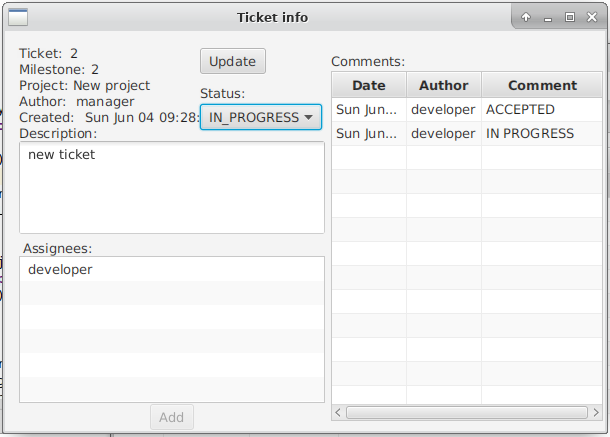 Ticket info
Ticket: 2
Milestone: 2
Project: New project
Author: manager
Created: Sun Jun 04 09:28:
Description:
new ticket
Assignees:
developer
Add
Update
Status:
IN_PROGRESS
Comments:
Date Author Comment
Sun Jun... developer ACCEPTED
Sun Jun... developer IN PROGRESS